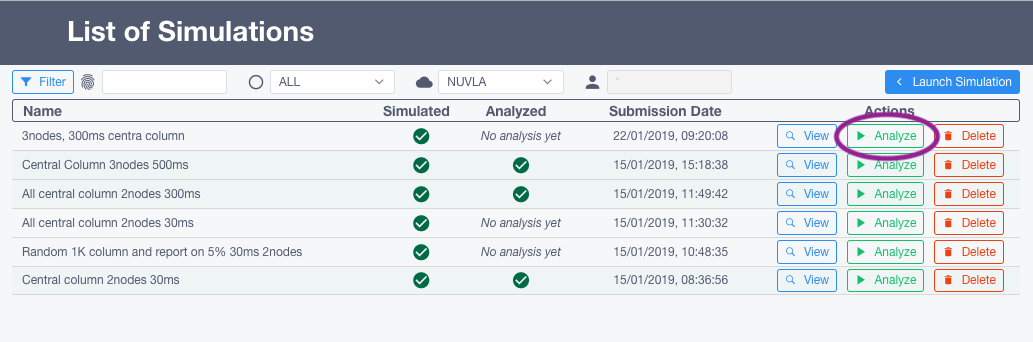 List of Simulations
Filter ALL NUVLA * Launch Simulation
Name Simulated Analyzed Submission Date Actions
3nodes, 300ms centra column No analysis yet 22/01/2019, 09:20:08 View Analyze Delete
Central Column 3nodes 500ms 15/01/2019, 15:18:38 View Analyze Delete
All central column 2nodes 300ms 15/01/2019, 11:49:42 View Analyze Delete
All central column 2nodes 30ms No analysis yet 15/01/2019, 11:30:32 View Analyze Delete
Random 1K column and report on 5% 30ms 2nodes No analysis yet 15/01/2019, 10:48:35 View Analyze Delete
Central column 2nodes 30ms 15/01/2019, 08:36:56 View Analyze Delete